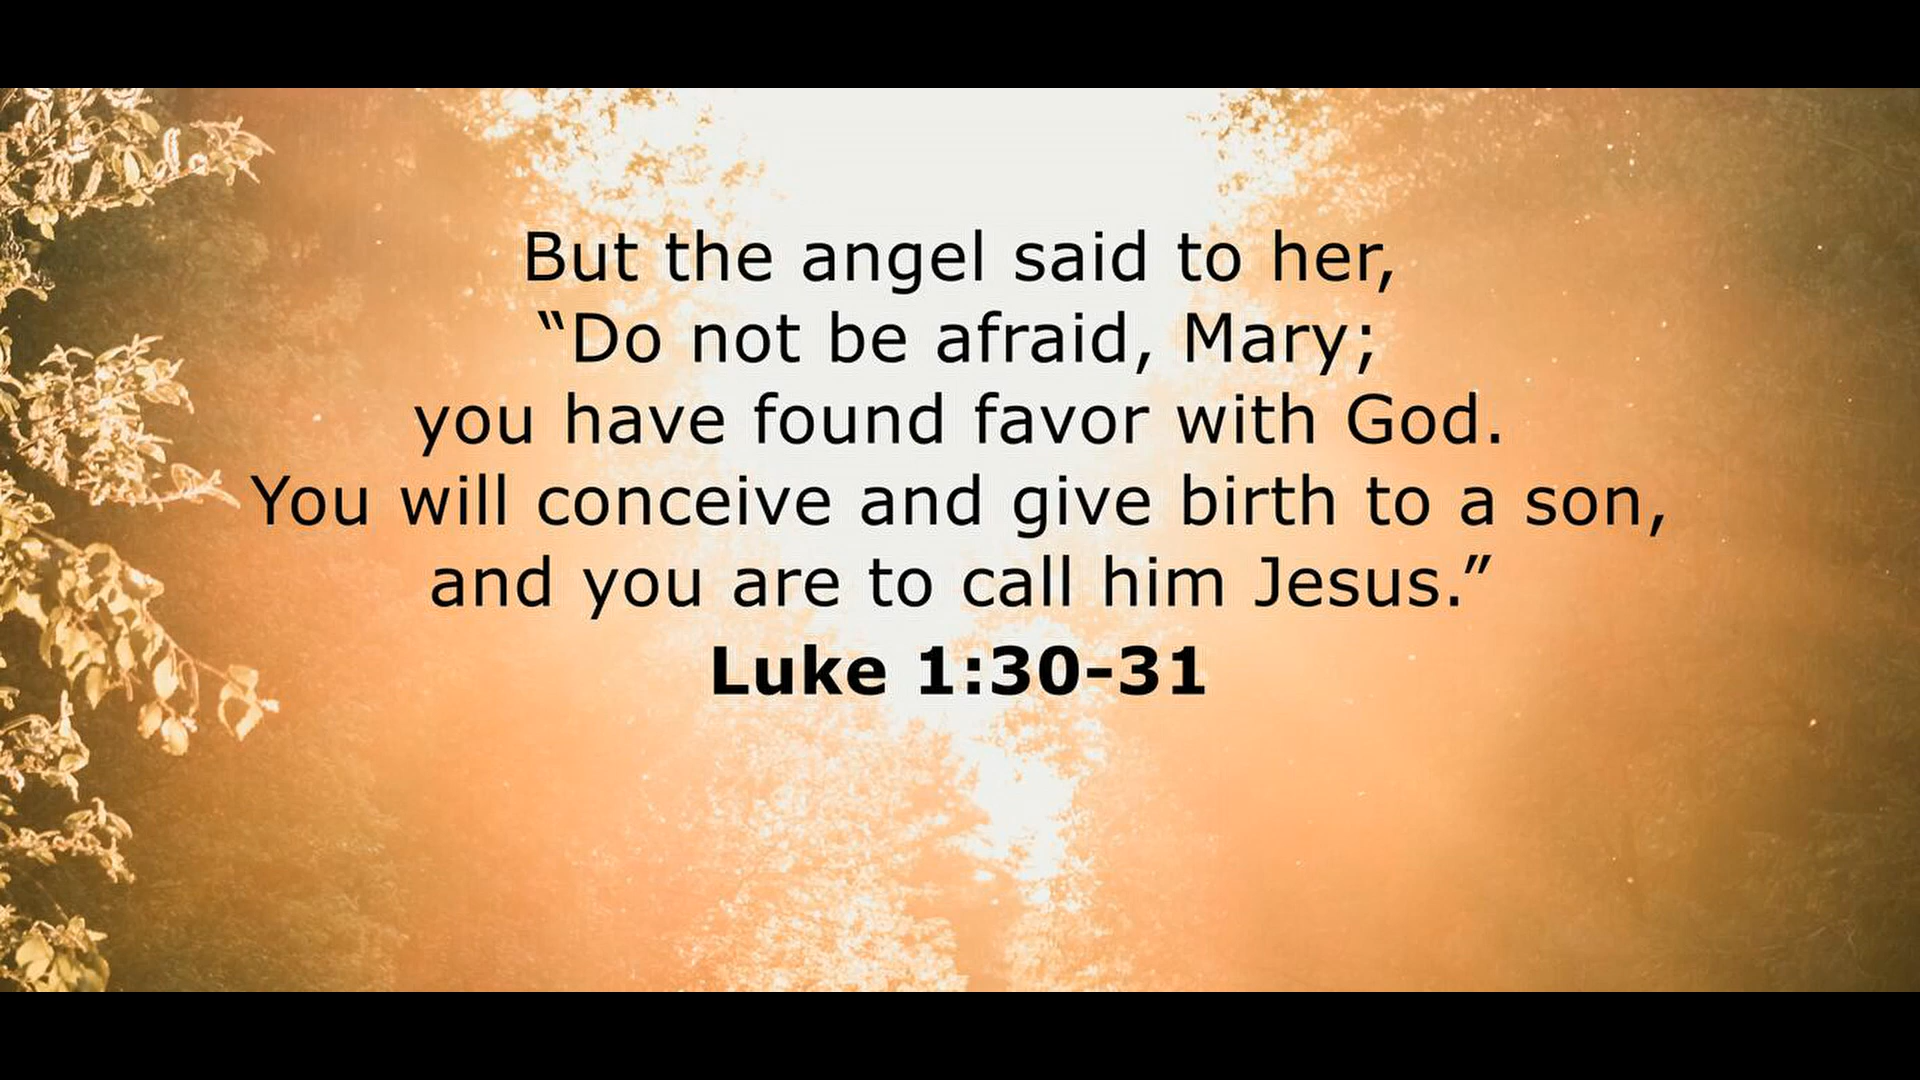 But the angel said to her,
“Do not be afraid, Mary;
you have found favor with God.
You will conceive and give birth to a son,
and you are to call him Jesus.”
Luke 1:30-31